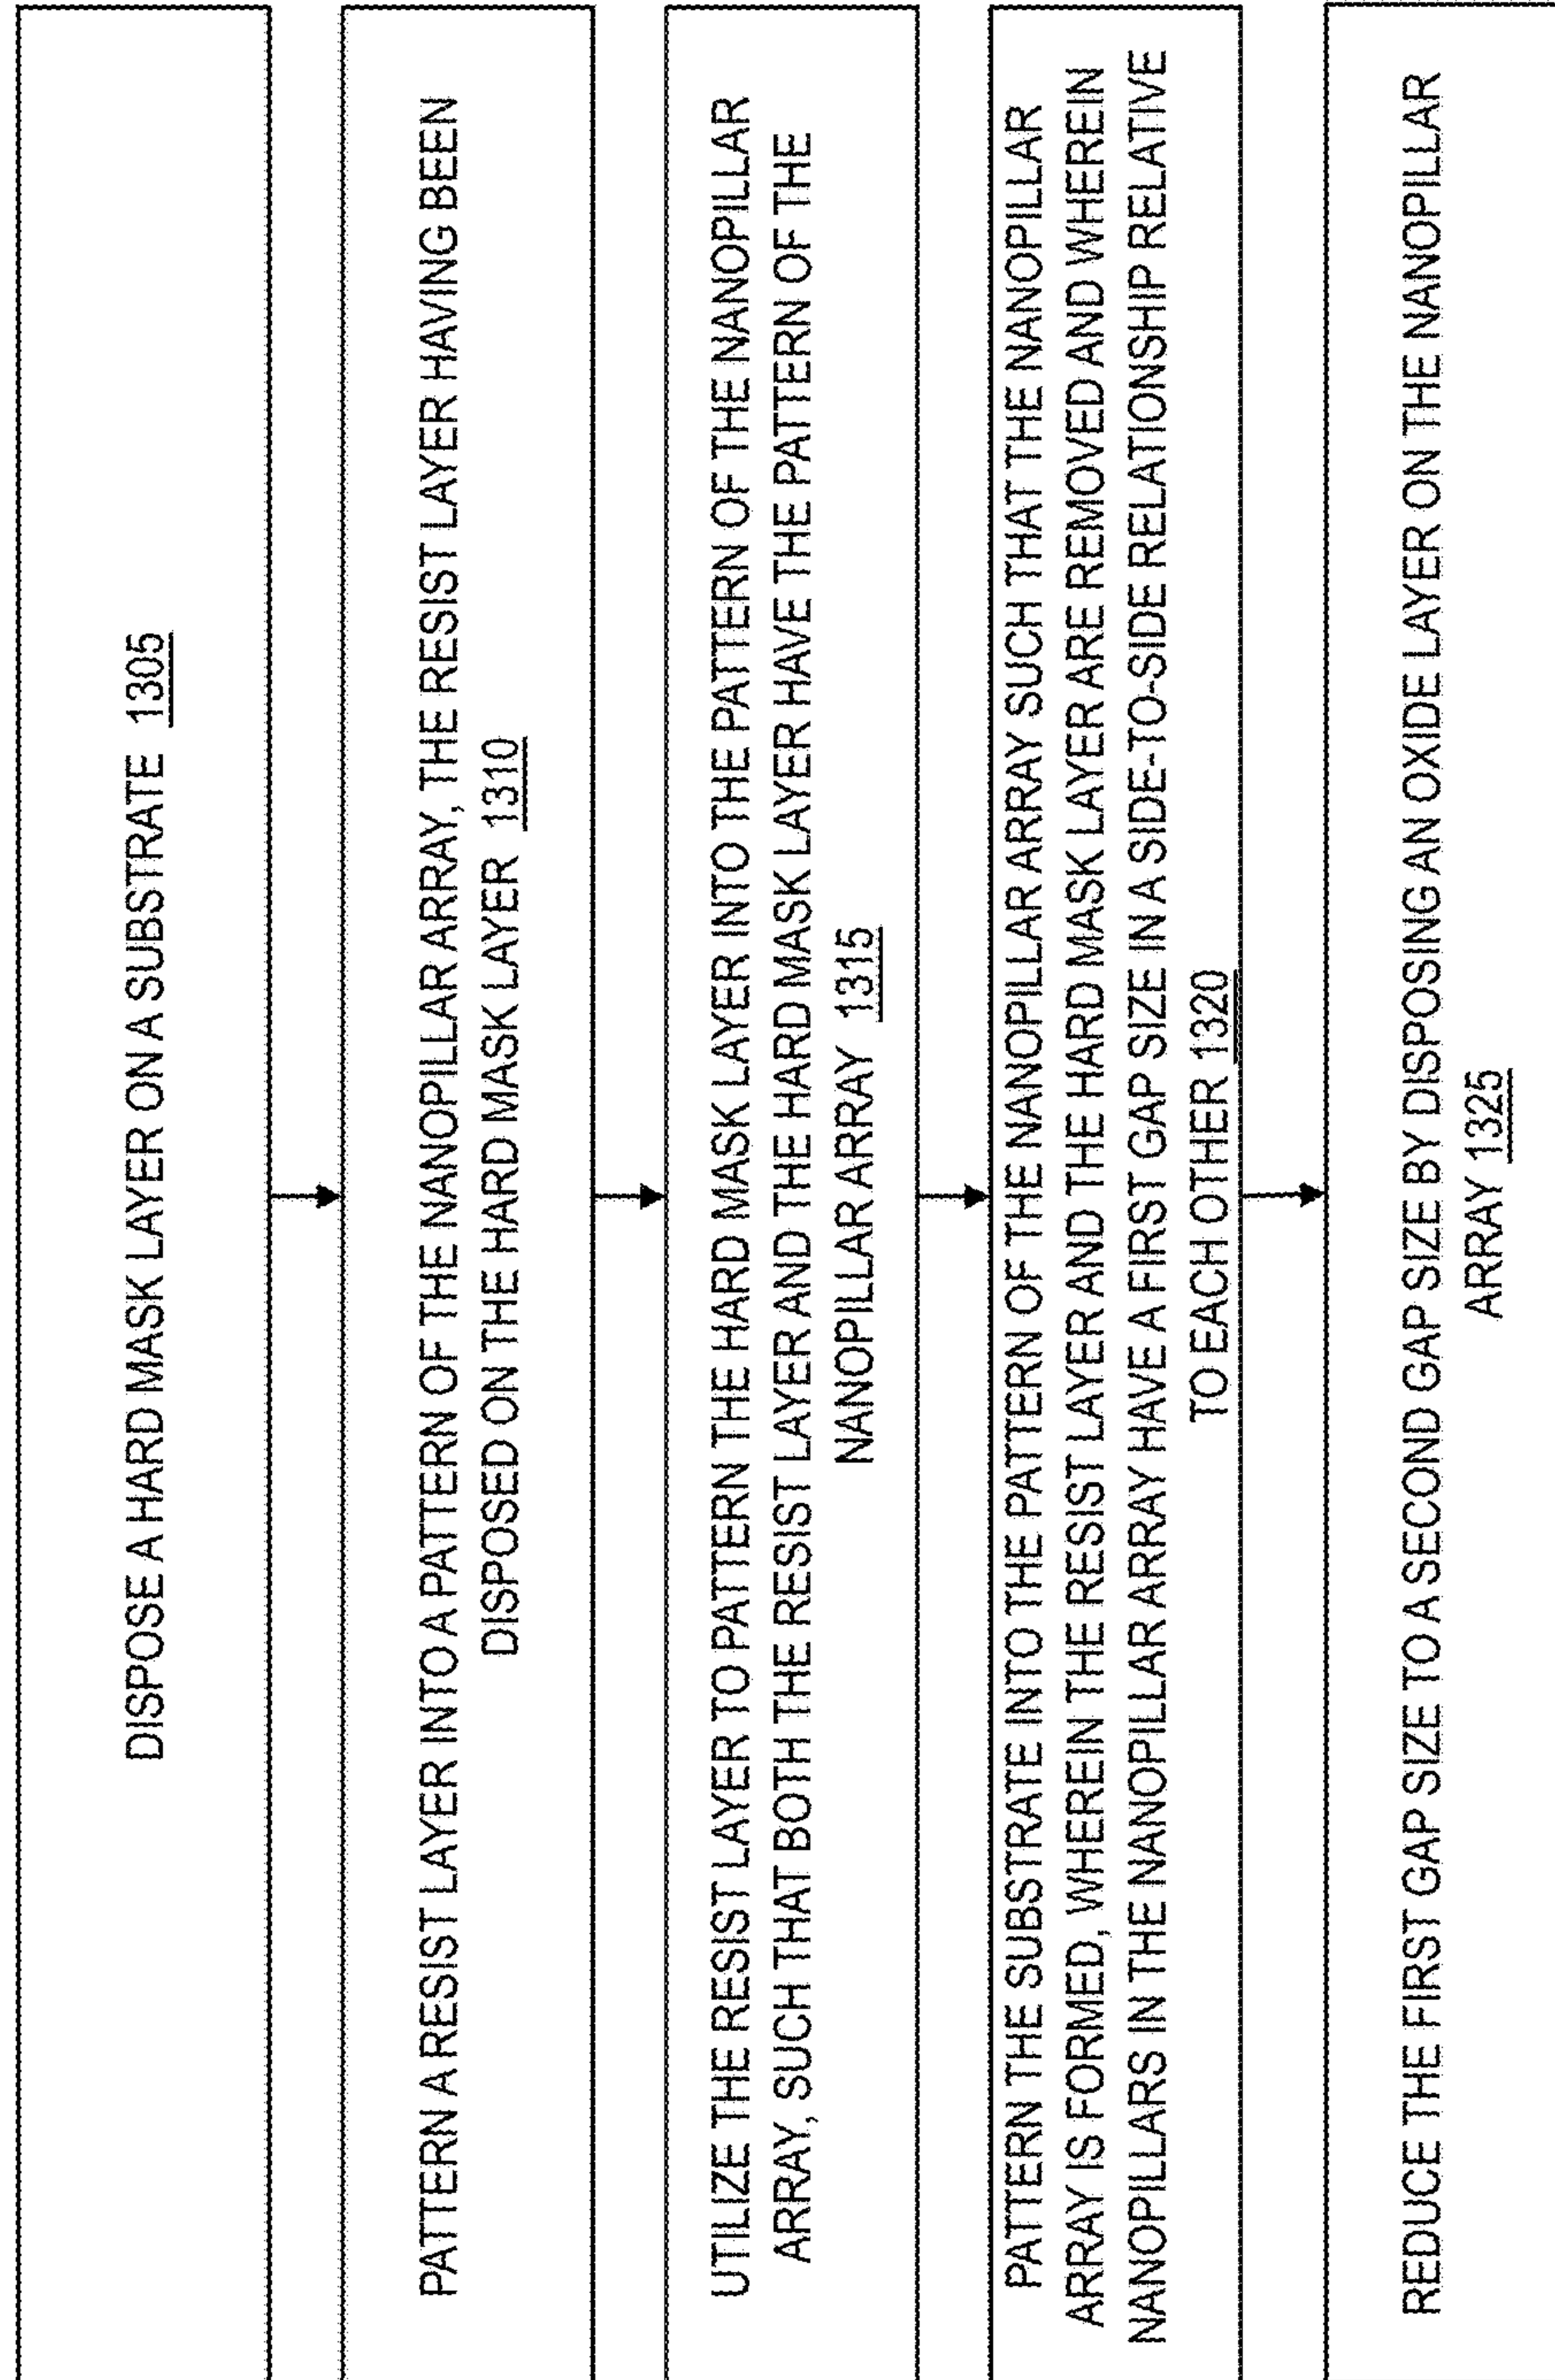 DISPOSE A HARD MASK LAYER ON A SUBSTRATE 1305
PATTERN A RESIST LAYER INTO A PATTERN OF THE NANOPILLAR ARRAY, THE RESIST LAYER HAVING BEEN
DISPOSED ON THE HARD MASK LAYER 1310
UTILIZE THE RESIST LAYER TO PATTERN THE HARD MASK LAYER INTO THE PATTERN OF THE NANOPILLAR
ARRAY, SUCH THAT BOTH THE RESIST LAYER AND THE HARD MASK LAYER HAVE THE PATTERN OF THE
NANOPILLAR ARRAY 1315
PATTERN THE SUBSTRATE INTO THE PATTERN OF THE NANOPILLAR ARRAY SUCH THAT THE NANOPILLAR
ARRAY IS FORMED, WHEREIN THE RESIST LAYER AND THE HARD MASK LAYER ARE REMOVED AND WHEREIN
NANOPILLARS IN THE NANOPILLAR ARRAY HAVE A FIRST GAP SIZE IN A SIDE-TO-SIDE RELATIONSHIP RELATIVE
TO EACH OTHER 1320
REDUCE THE FIRST GAP SIZE TO A SECOND GAP SIZE BY DISPOSING AN OXIDE LAYER ON THE NANOPILLAR
ARRAY 1325